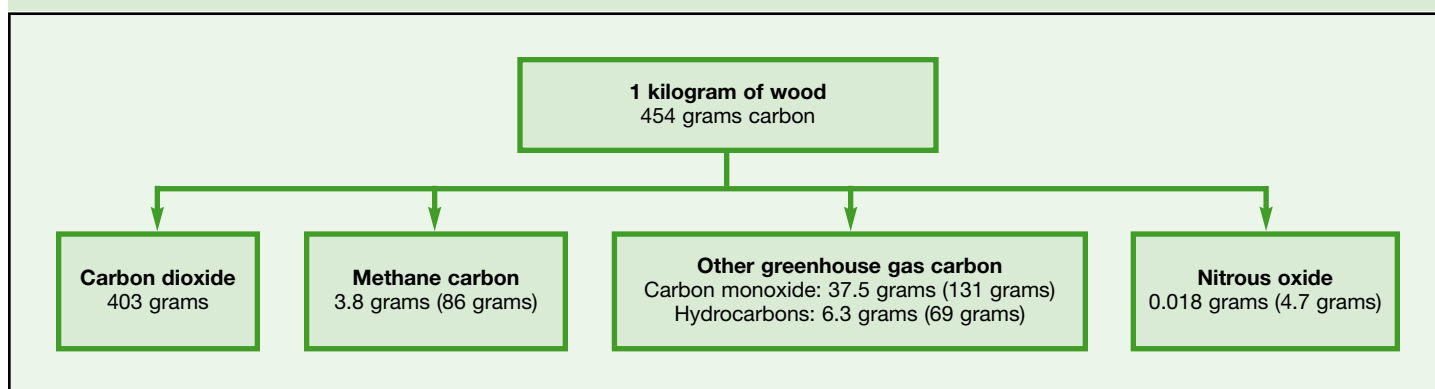 1 kilogram of wood
454 grams carbon
Carbon dioxide
403 grams
Methane carbon
3.8 grams (86 grams)
Other greenhouse gas carbon
Carbon monoxide: 37.5 grams (131 grams)
Hydrocarbons: 6.3 grams (69 grams)
Nitrous oxide
0.018 grams (4.7 grams)